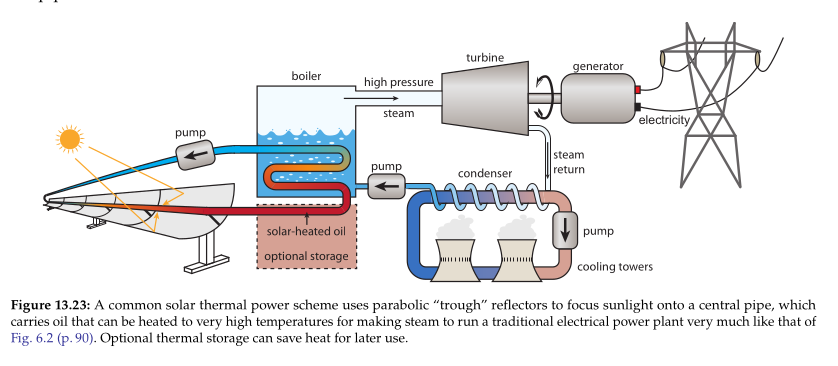 turbine
generator
boiler
high pressure
steam
pump
electricity
steam
return
pump
condenser
solar-heated oil
optional storage
pump
cooling towers
Figure 13.23: A common solar thermal power scheme uses parabolic “trough” reflectors to focus sunlight onto a central pipe, which
carries oil that can be heated to very high temperatures for making steam to run a traditional electrical power plant very much like that of
Fig. 6.2 (p. 90). Optional thermal storage can save heat for later use.